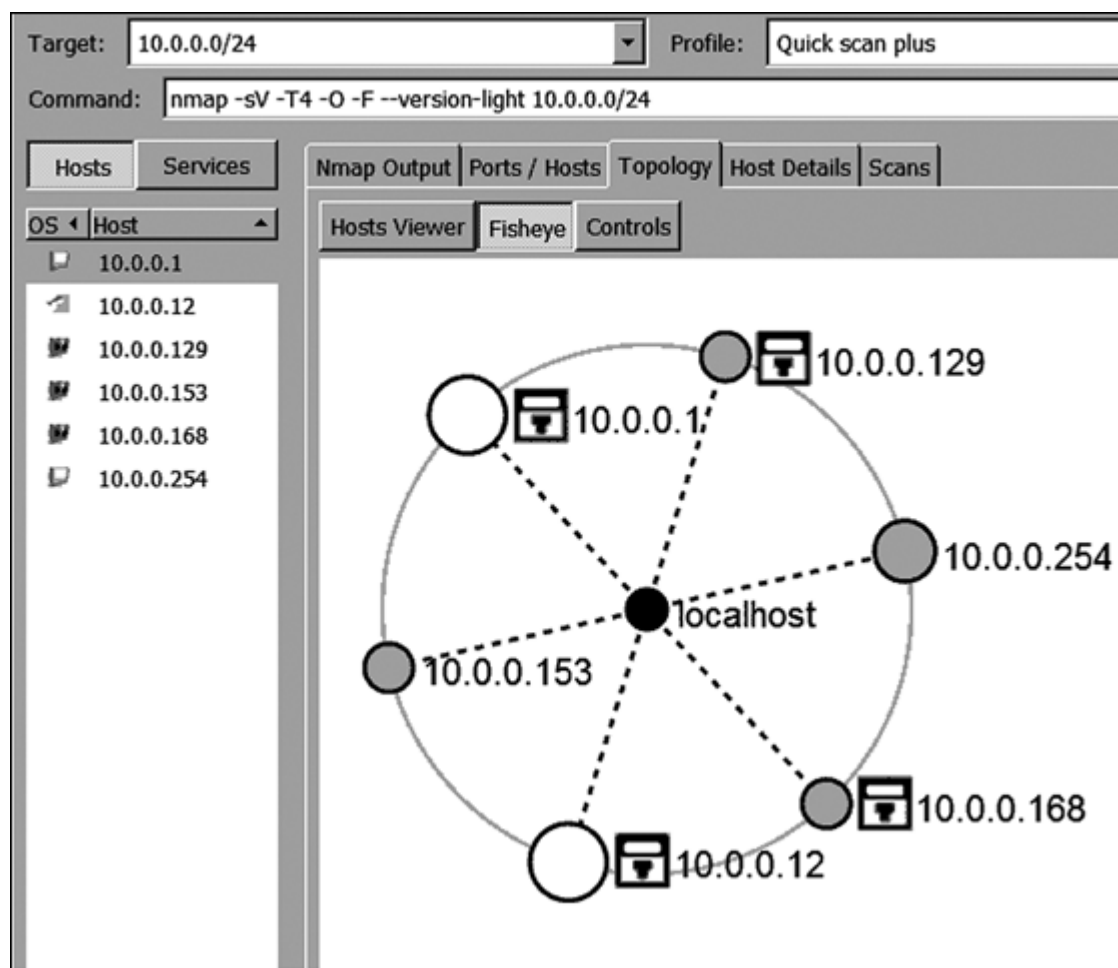 Target: 10.0.0.0/24 Profile: Quick scan plus
Command: nmap -sV -T4 -O -F --version-light 10.0.0.0/24
Hosts Services
Nmap Output Ports / Hosts Topology Host Details Scans
OS Host
Hosts Viewer Fisheye Controls
10.0.0.1
10.0.0.12
10.0.0.129
10.0.0.153
10.0.0.168
10.0.0.254
10.0.0.129
10.0.0.1
10.0.0.254
localhost
10.0.0.153
10.0.0.168
10.0.0.12